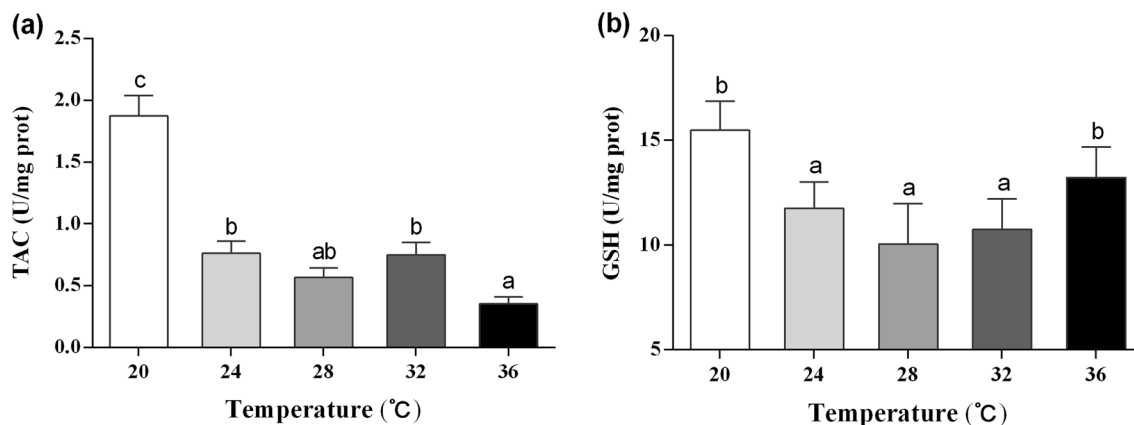 (a)
TAC (U/mg prot)
2.5
2.0
1.5
1.0
0.5
0.0
c
b
ab
b
a
20 24 28 32 36
Temperature (℃)
(b)
GSH (U/mg prot)
20
15
10
5
b
a
a
a
b
20 24 28 32 36
Temperature (℃)